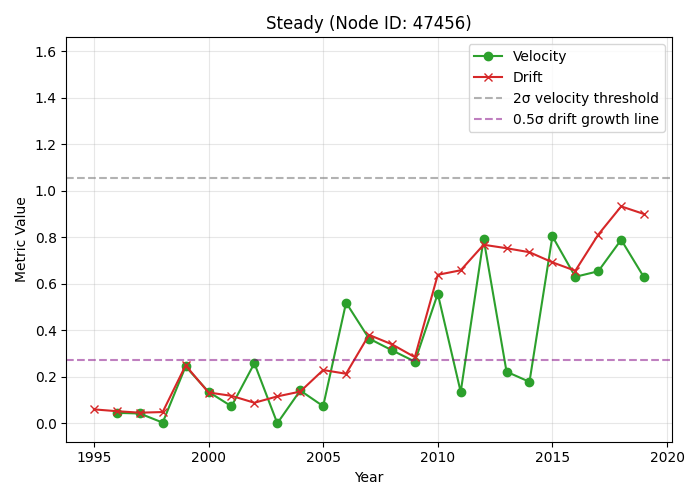 Steady (Node ID: 47456)
Velocity
Drift
2σ velocity threshold
0.5σ drift growth line
Metric Value
1.6
1.4
1.2
1.0
0.8
0.6
0.4
0.2
0.0
1995
2000
2005
2010
2015
2020
Year